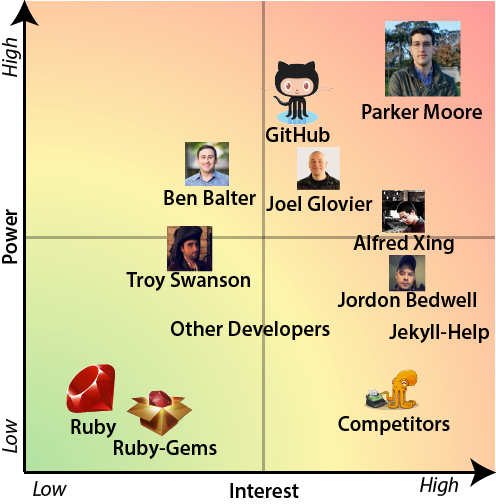 High
Parker Moore
GitHub
Ben Balter
Joel Glovier
Power
Alfred Xing
Troy Swanson
Jordon Bedwell
Other Developers
Jekyll-Help
Ruby
Competitors
Ruby-Gems
Low
Low
Interest
High